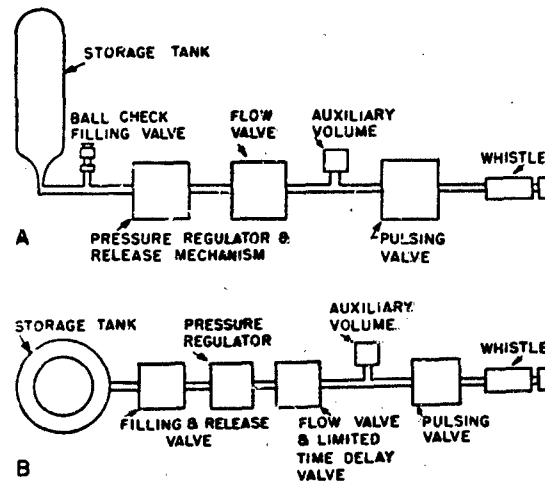 STORAGE TANK
BALL CHECK
FILLING VALVE
FLOW
VALVE
AUXILIARY
VOLUME
WHISTLE
A
PRESSURE REGULATOR &
RELEASE MECHANISM
PULSING
VALVE
STORAGE TANK
PRESSURE
REGULATOR
AUXILIARY
VOLUME
WHISTLE
FILLING & RELEASE
VALVE
FLOW VALVE
& LIMITED
TIME DELAY
VALVE
PULSING
VALVE
B